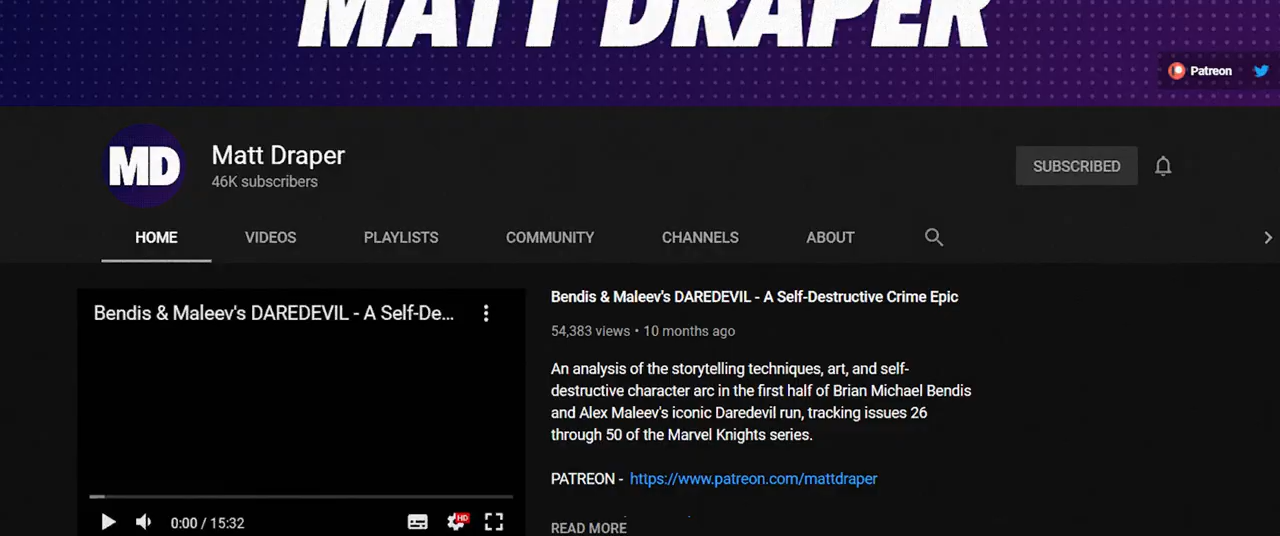 MATT DRAPER
Patreon
MD
Matt Draper
46K subscribers
SUBSCRIBED
HOME VIDEOS PLAYLISTS COMMUNITY CHANNELS ABOUT
Bendis & Maleev's DAREDEVIL - A Self-De...
0:00 / 15:32
HD
Bendis & Maleev's DAREDEVIL - A Self-Destructive Crime Epic
54,383 views • 10 months ago
An analysis of the storytelling techniques, art, and self-
destructive character arc in the first half of Brian Michael Bendis
and Alex Maleev's iconic Daredevil run, tracking issues 26
through 50 of the Marvel Knights series.
PATREON - https://www.patreon.com/mattdraper
READ MORE